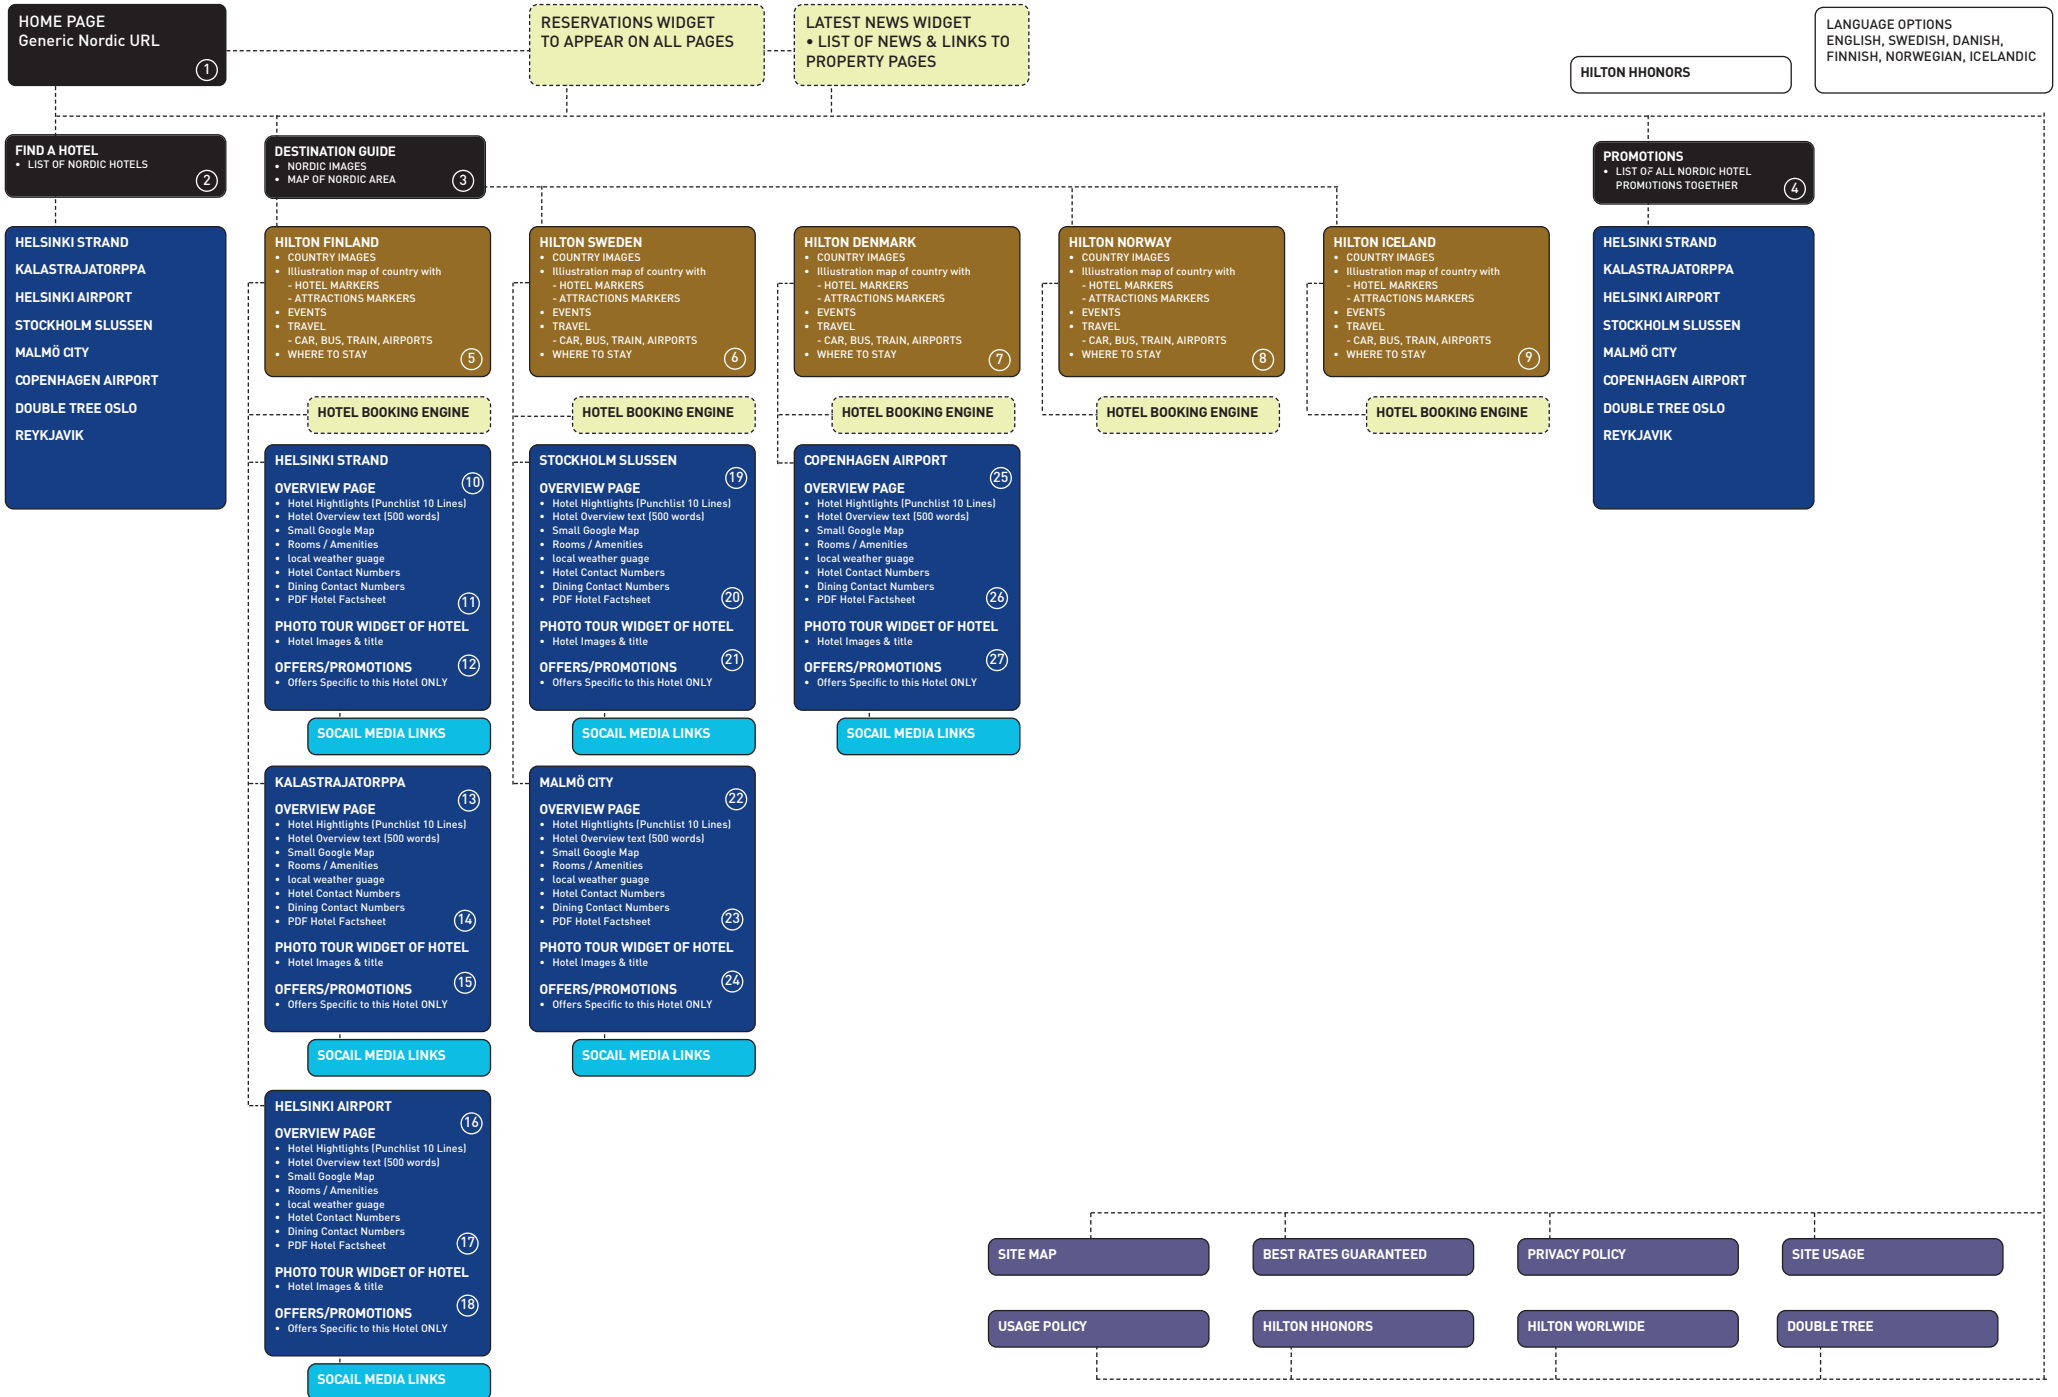 HOME PAGE
Generic Nordic URL
1
RESERVATIONS WIDGET
TO APPEAR ON ALL PAGES
LATEST NEWS WIDGET
• LIST OF NEWS & LINKS TO
PROPERTY PAGES
HILTON HHONORS
LANGUAGE OPTIONS
ENGLISH, SWEDISH, DANISH,
FINNISH, NORWEGIAN, ICELANDIC
FIND A HOTEL
• LIST OF NORDIC HOTELS
2
DESTINATION GUIDE
• NORDIC IMAGES
• MAP OF NORDIC AREA
3
PROMOTIONS
• LIST OF ALL NORDIC HOTEL
PROMOTIONS TOGETHER
4
HELSINKI STRAND
KALASTRAJATORPPA
HELSINKI AIRPORT
STOCKHOLM SLUSSEN
MALMÖ CITY
COPENHAGEN AIRPORT
DOUBLE TREE OSLO
REYKJAVIK
HILTON FINLAND
• COUNTRY IMAGES
• Illiustration map of country with
- HOTEL MARKERS
- ATTRACTIONS MARKERS
• EVENTS
• TRAVEL
- CAR, BUS, TRAIN, AIRPORTS
• WHERE TO STAY
5
HILTON SWEDEN
• COUNTRY IMAGES
• Illiustration map of country with
- HOTEL MARKERS
- ATTRACTIONS MARKERS
• EVENTS
• TRAVEL
- CAR, BUS, TRAIN, AIRPORTS
• WHERE TO STAY
6
HILTON DENMARK
• COUNTRY IMAGES
• Illiustration map of country with
- HOTEL MARKERS
- ATTRACTIONS MARKERS
• EVENTS
• TRAVEL
- CAR, BUS, TRAIN, AIRPORTS
• WHERE TO STAY
7
HILTON NORWAY
• COUNTRY IMAGES
• Illiustration map of country with
- HOTEL MARKERS
- ATTRACTIONS MARKERS
• EVENTS
• TRAVEL
- CAR, BUS, TRAIN, AIRPORTS
• WHERE TO STAY
8
HILTON ICELAND
• COUNTRY IMAGES
• Illiustration map of country with
- HOTEL MARKERS
- ATTRACTIONS MARKERS
• EVENTS
• TRAVEL
- CAR, BUS, TRAIN, AIRPORTS
• WHERE TO STAY
9
HELSINKI STRAND
KALASTRAJATORPPA
HELSINKI AIRPORT
STOCKHOLM SLUSSEN
MALMÖ CITY
COPENHAGEN AIRPORT
DOUBLE TREE OSLO
REYKJAVIK
HOTEL BOOKING ENGINE
HOTEL BOOKING ENGINE
HOTEL BOOKING ENGINE
HOTEL BOOKING ENGINE
HOTEL BOOKING ENGINE
HELSINKI STRAND
10
OVERVIEW PAGE
• Hotel Hightlights (Punchlist 10 Lines)
• Hotel Overview text (500 words)
• Small Google Map
• Rooms / Amenities
• local weather guage
• Hotel Contact Numbers
• Dining Contact Numbers
• PDF Hotel Factsheet
11
PHOTO TOUR WIDGET OF HOTEL
• Hotel Images & title
OFFERS/PROMOTIONS
12
• Offers Specific to this Hotel ONLY
SOCAIL MEDIA LINKS
STOCKHOLM SLUSSEN
19
OVERVIEW PAGE
• Hotel Hightlights (Punchlist 10 Lines)
• Hotel Overview text (500 words)
• Small Google Map
• Rooms / Amenities
• local weather guage
• Hotel Contact Numbers
• Dining Contact Numbers
• PDF Hotel Factsheet
20
PHOTO TOUR WIDGET OF HOTEL
• Hotel Images & title
OFFERS/PROMOTIONS
21
• Offers Specific to this Hotel ONLY
SOCAIL MEDIA LINKS
COPENHAGEN AIRPORT
25
OVERVIEW PAGE
• Hotel Hightlights (Punchlist 10 Lines)
• Hotel Overview text (500 words)
• Small Google Map
• Rooms / Amenities
• local weather guage
• Hotel Contact Numbers
• Dining Contact Numbers
• PDF Hotel Factsheet
26
PHOTO TOUR WIDGET OF HOTEL
• Hotel Images & title
OFFERS/PROMOTIONS
27
• Offers Specific to this Hotel ONLY
SOCAIL MEDIA LINKS
KALASTRAJATORPPA
13
OVERVIEW PAGE
• Hotel Hightlights (Punchlist 10 Lines)
• Hotel Overview text (500 words)
• Small Google Map
• Rooms / Amenities
• local weather guage
• Hotel Contact Numbers
• Dining Contact Numbers
• PDF Hotel Factsheet
14
PHOTO TOUR WIDGET OF HOTEL
• Hotel Images & title
OFFERS/PROMOTIONS
15
• Offers Specific to this Hotel ONLY
SOCAIL MEDIA LINKS
MALMÖ CITY
22
OVERVIEW PAGE
• Hotel Hightlights (Punchlist 10 Lines)
• Hotel Overview text (500 words)
• Small Google Map
• Rooms / Amenities
• local weather guage
• Hotel Contact Numbers
• Dining Contact Numbers
• PDF Hotel Factsheet
23
PHOTO TOUR WIDGET OF HOTEL
• Hotel Images & title
OFFERS/PROMOTIONS
24
• Offers Specific to this Hotel ONLY
SOCAIL MEDIA LINKS
HELSINKI AIRPORT
16
OVERVIEW PAGE
• Hotel Hightlights (Punchlist 10 Lines)
• Hotel Overview text (500 words)
• Small Google Map
• Rooms / Amenities
• local weather guage
• Hotel Contact Numbers
• Dining Contact Numbers
• PDF Hotel Factsheet
17
PHOTO TOUR WIDGET OF HOTEL
• Hotel Images & title
OFFERS/PROMOTIONS
18
• Offers Specific to this Hotel ONLY
SOCAIL MEDIA LINKS
SITE MAP
BEST RATES GUARANTEED
PRIVACY POLICY
SITE USAGE
USAGE POLICY
HILTON HHONORS
HILTON WORLWIDE
DOUBLE TREE